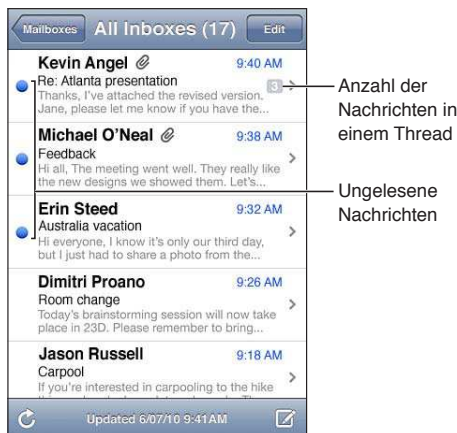 Mailboxes All Inboxes (17) Edit
Kevin Angel 9:40 AM
Re: Atlanta presentation
3
Thanks, I've attached the revised version.
Jane, please let me know if you have the...
Michael O'Neal 9:38 AM
Feedback
Hi all, The meeting went well. They really like
the new designs we showed them. Let's...
Erin Steed 9:32 AM
Australia vacation
Hi everyone, I know it's only our third day,
but I just had to share a photo from the...
Dimitri Proano 9:26 AM
Room change
Today's brainstorming session will now take
place in 23D. Please remember to bring...
Jason Russell 9:18 AM
Carpool
If you're interested in carpooling to the hike
Updated 6/07/10 9:41AM
Anzahl der
Nachrichten in
einem Thread
Ungelesene
Nachrichten